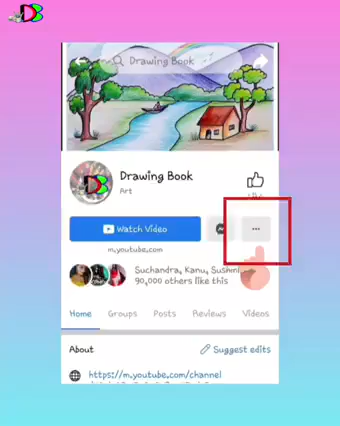 DB
Drawing Book
Drawing Book
Art
Watch Video
m.youtube.com
Suchandra, Kanu, Sushmi
90,000 others like this
Home Groups Posts Reviews Videos
About
Suggest edits
https://m.youtube.com/channel